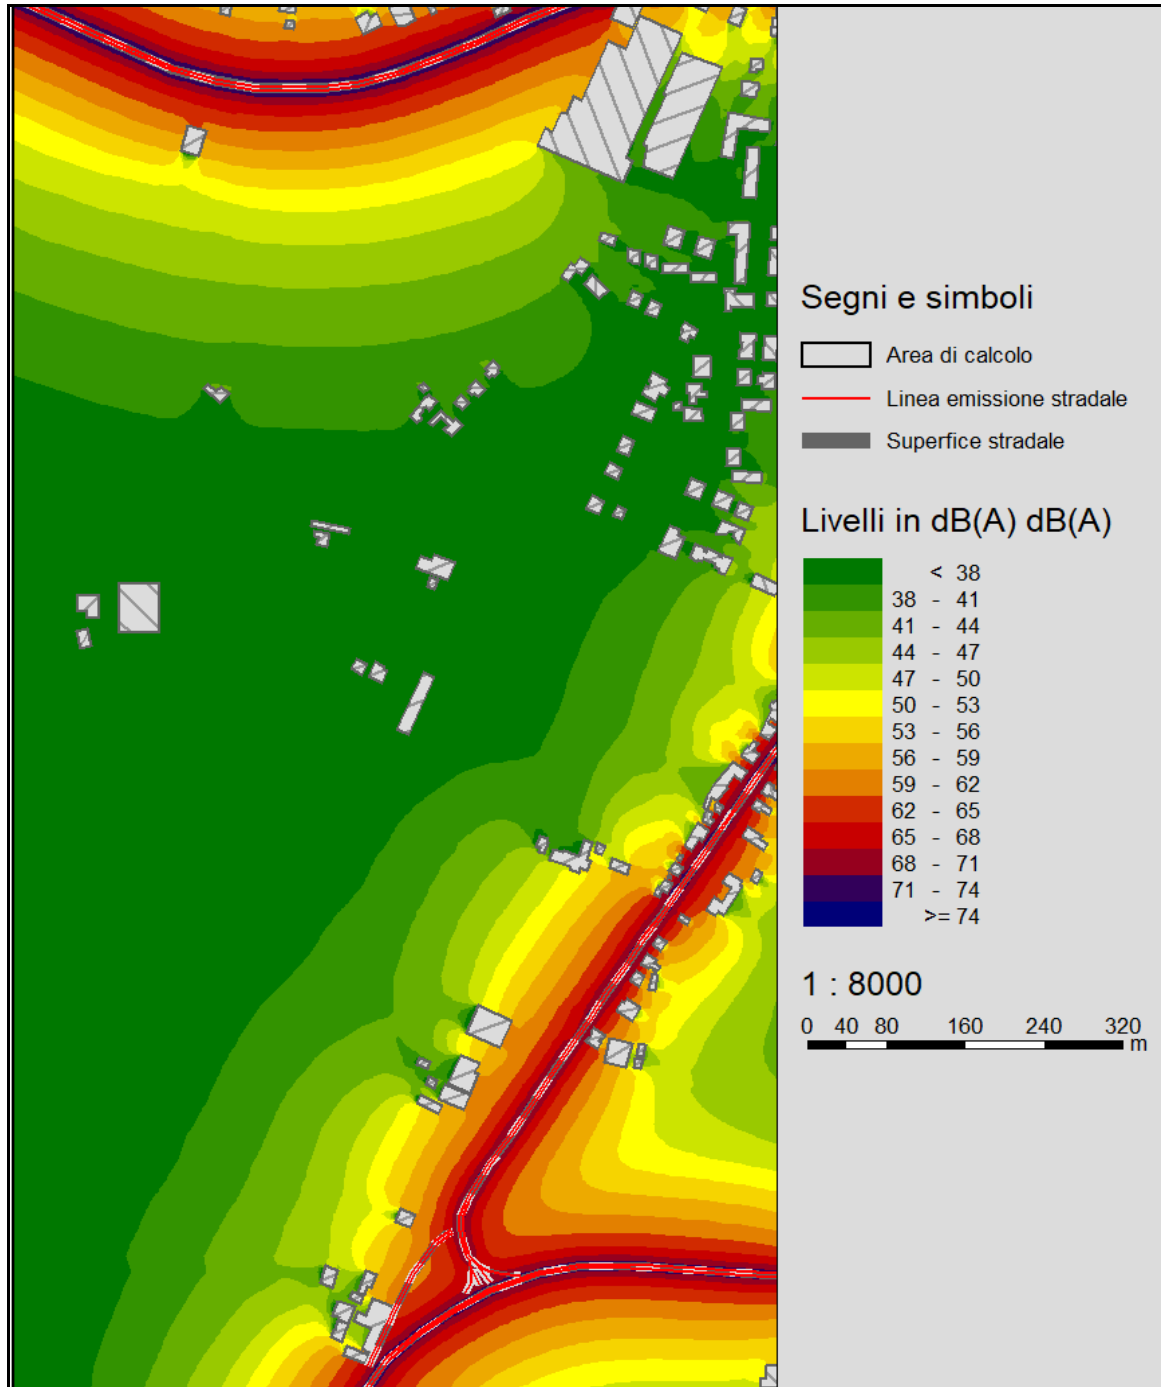 Segni e simboli
Area di calcolo
Linea emissione stradale
Superfice stradale
Livelli in dB(A) dB(A)
< 38
38 - 41
41 - 44
44 - 47
47 - 50
50 - 53
53 - 56
56 - 59
59 - 62
62 - 65
65 - 68
68 - 71
71 - 74
>= 74
1 : 8000
0 40 80 160 240 320
m